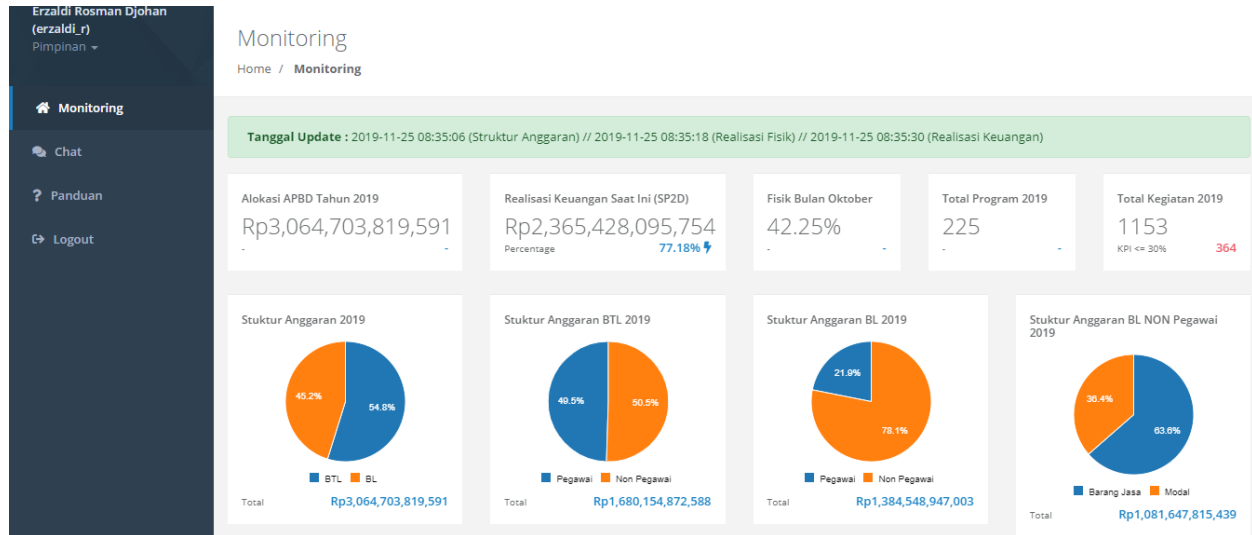 Erzaldi Rosman Djohan
(erzaldi_r)
Pimpinan
Monitoring
Chat
Panduan
Logout
Monitoring
Home / Monitoring
Tanggal Update : 2019-11-25 08:35:06 (Struktur Anggaran) // 2019-11-25 08:35:18 (Realisasi Fisik) // 2019-11-25 08:35:30 (Realisasi Keuangan)
Alokasi APBD Tahun 2019
Rp3,064,703,819,591
- -
Realisasi Keuangan Saat Ini (SP2D)
Rp2,365,428,095,754
Percentage 77.18%
Fisik Bulan Oktober
42.25%
- -
Total Program 2019
225
- -
Total Kegiatan 2019
1153
KPI <= 30% 364
Stuktur Anggaran 2019
45.2%
54.8%
BTL BL
Total Rp3,064,703,819,591
Stuktur Anggaran BTL 2019
49.5%
50.5%
Pegawai Non Pegawai
Total Rp1,680,154,872,588
Stuktur Anggaran BL 2019
21.9%
78.1%
Pegawai Non Pegawai
Total Rp1,384,548,947,003
Stuktur Anggaran BL NON Pegawai
2019
36.4%
63.6%
Barang Jasa Modal
Total Rp1,081,647,815,439